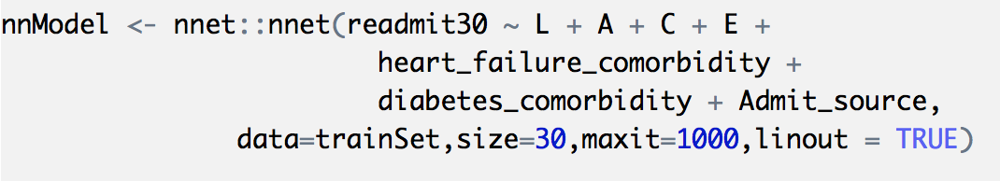 nnModel <- nnet::nnet(readmit30 ~ L + A + C + E +
heart_failure_comorbidity +
diabetes_comorbidity + Admit_source,
data=trainSet,size=30,maxit=1000,linout = TRUE)